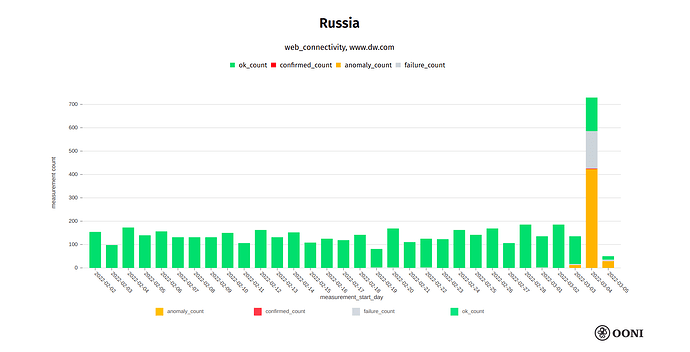 Russia
web_connectivity, www.dw.com
ok_count confirmed_count anomaly_count failure_count
700
600
500
400
300
200
100
0
measurement count
2022-02-02 2022-02-03 2022-02-04 2022-02-05 2022-02-06 2022-02-07 2022-02-08 2022-02-09 2022-02-10 2022-02-11 2022-02-12 2022-02-13 2022-02-14 2022-02-15 2022-02-16 2022-02-17 2022-02-18 2022-02-19 2022-02-20 2022-02-21 2022-02-22 2022-02-23 2022-02-24 2022-02-25 2022-02-26 2022-02-27 2022-02-28 2022-03-01 2022-03-02 2022-03-03 2022-03-04 2022-03-05
measurement_start_day
anomaly_count confirmed_count failure_count ok_count
OONI